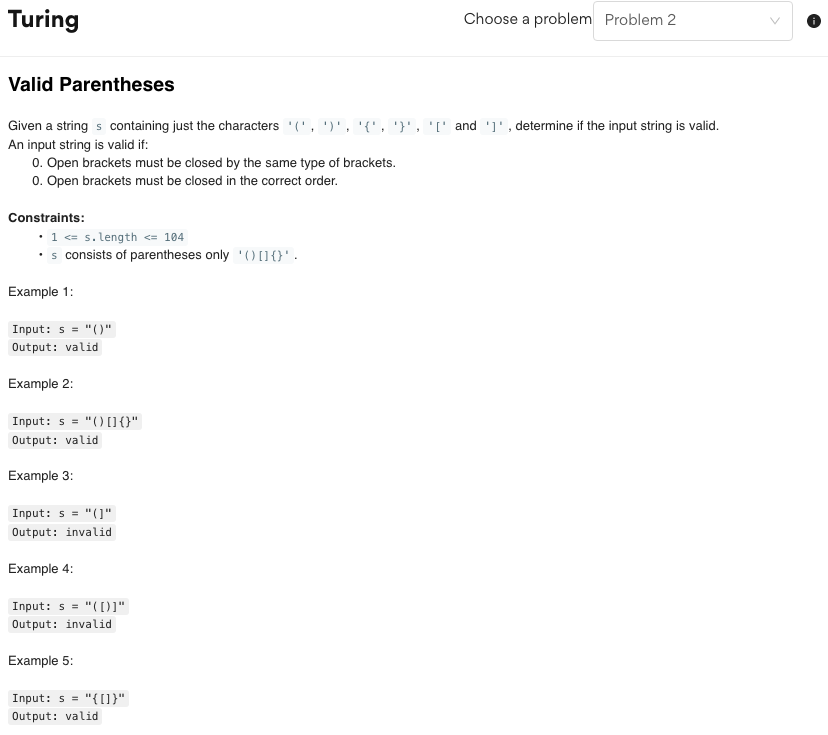 Turing
Choose a problem Problem 2
Valid Parentheses
Given a string s containing just the characters '(', ')', '{', '}', '[' and ']', determine if the input string is valid.
An input string is valid if:
0. Open brackets must be closed by the same type of brackets.
0. Open brackets must be closed in the correct order.
Constraints:
• 1 <= s.length <= 104
• s consists of parentheses only '()[]{}'.
Example 1:
Input: s = "()"
Output: valid
Example 2:
Input: s = "()[]{}"
Output: valid
Example 3:
Input: s = "(]"
Output: invalid
Example 4:
Input: s = "([)]"
Output: invalid
Example 5:
Input: s = "{[]}"
Output: valid